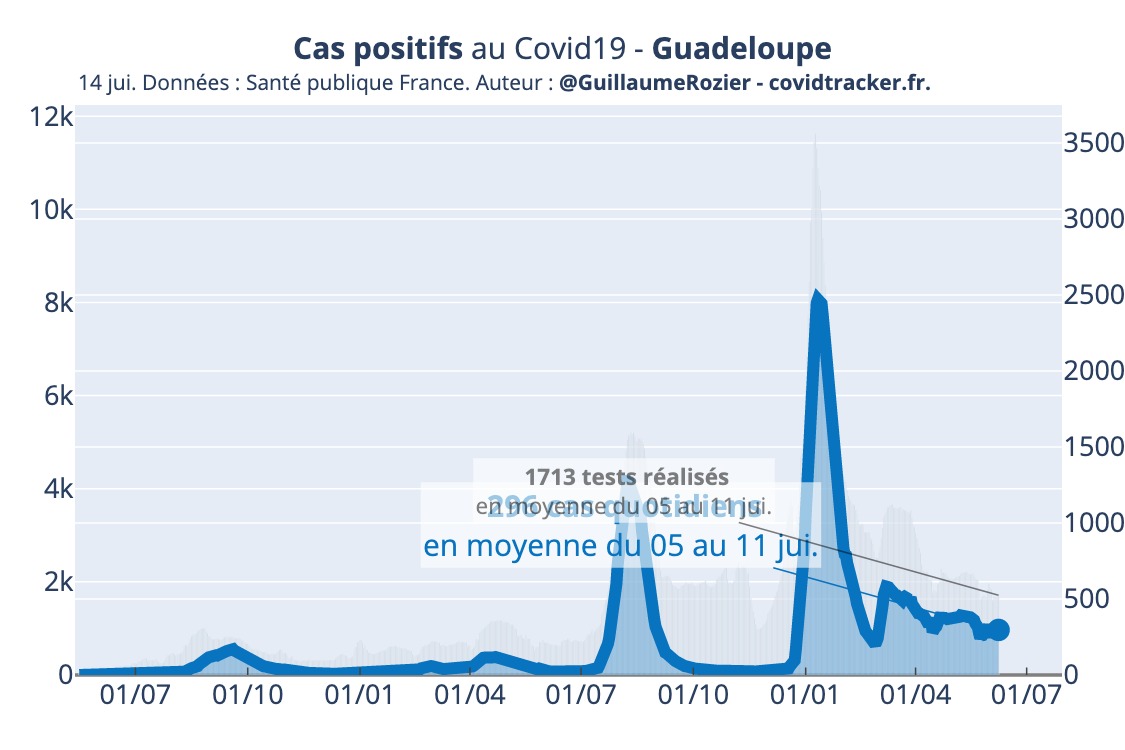 Cas positifs au Covid19 - Guadeloupe
14 jui. Données : Santé publique France. Auteur : @GuillaumeRozier - covidtracker.fr.
12k
10k
8k
6k
4k
2k
0
3500
3000
2500
2000
1500
1000
500
0
1713 tests réalisés
en moyenne du 05 au 11 jui.
296 cas quotidiens
en moyenne du 05 au 11 jui.
01/07 01/10 01/01 01/04 01/07 01/10 01/01 01/04 01/07